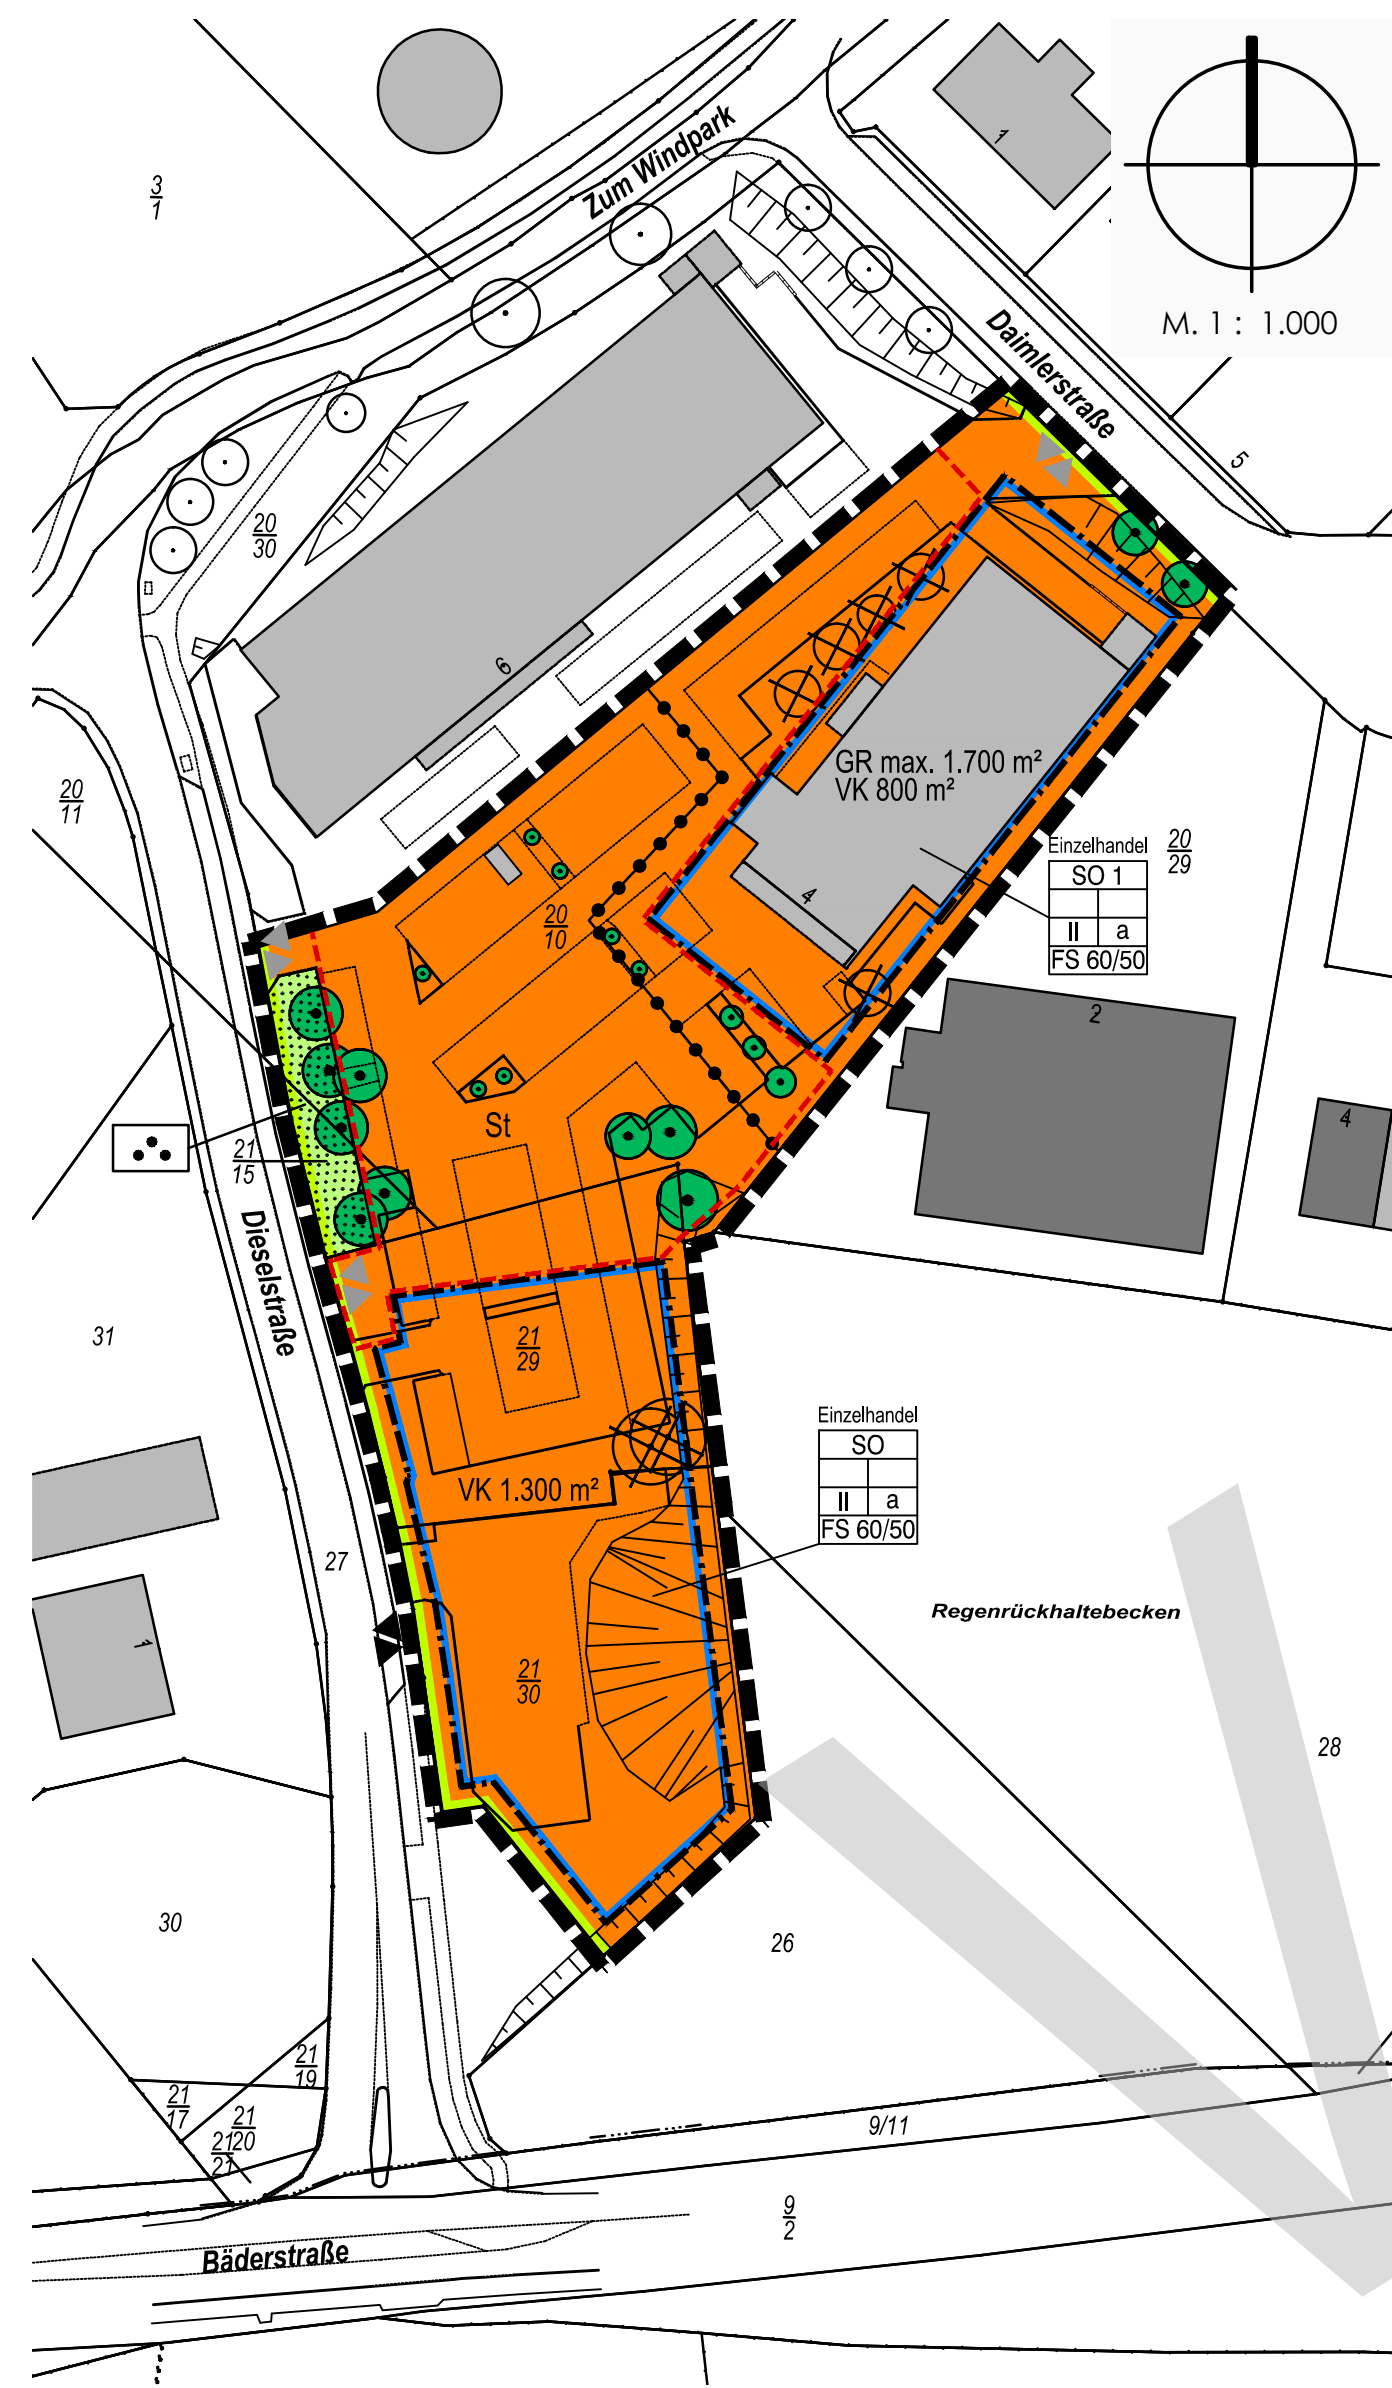 M. 1 : 1.000
Zum Windpark
1
3
1
Daimlerstraße
5
20
30
6
20
11
GR max. 1.700 m²
VK 800 m²
4
Einzelhandel
SO 1
II a
FS 60/50
20
29
20
10
2
4
St
21
15
Dieselstraße
31
21
29
VK 1.300 m²
Einzelhandel
SO
II a
FS 60/50
27
1
Regenrückhaltebecken
21
30
28
30
26
21
19
21
17
21
20
21
21
9/11
9
2
Bäderstraße